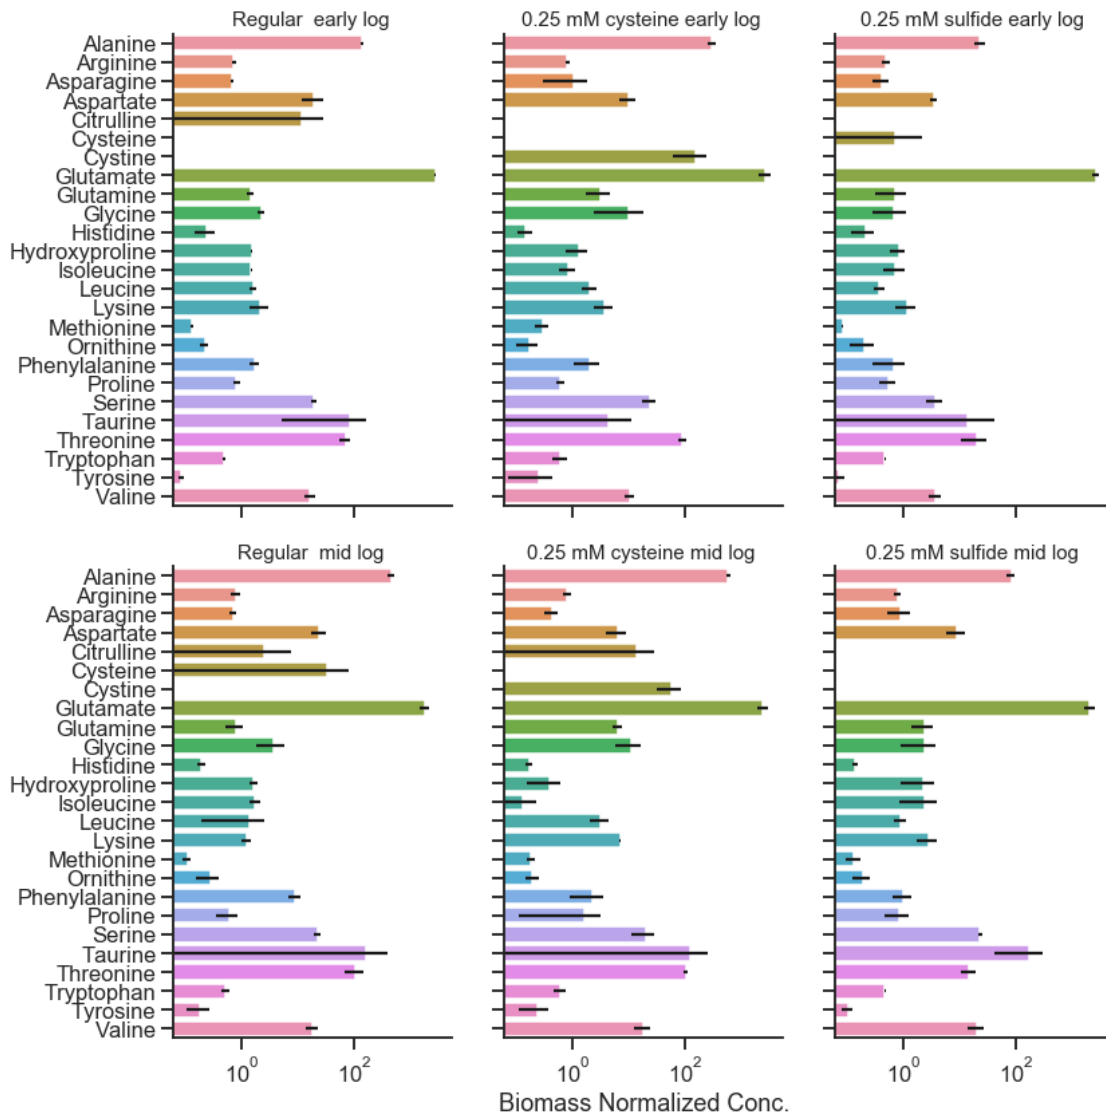 Regular  early log
0.25 mM cysteine early log
0.25 mM sulfide early log
Alanine
Arginine
Asparagine
Aspartate
Citrulline
Cysteine
Cystine
Glutamate
Glutamine
Glycine
Histidine
Hydroxyproline
Isoleucine
Leucine
Lysine
Methionine
Ornithine
Phenylalanine
Proline
Serine
Taurine
Threonine
Tryptophan
Tyrosine
Valine
Regular  mid log
0.25 mM cysteine mid log
0.25 mM sulfide mid log
Alanine
Arginine
Asparagine
Aspartate
Citrulline
Cysteine
Cystine
Glutamate
Glutamine
Glycine
Histidine
Hydroxyproline
Isoleucine
Leucine
Lysine
Methionine
Ornithine
Phenylalanine
Proline
Serine
Taurine
Threonine
Tryptophan
Tyrosine
Valine
10⁰ 10² 10⁰ 10² 10⁰ 10²
Biomass Normalized Conc.